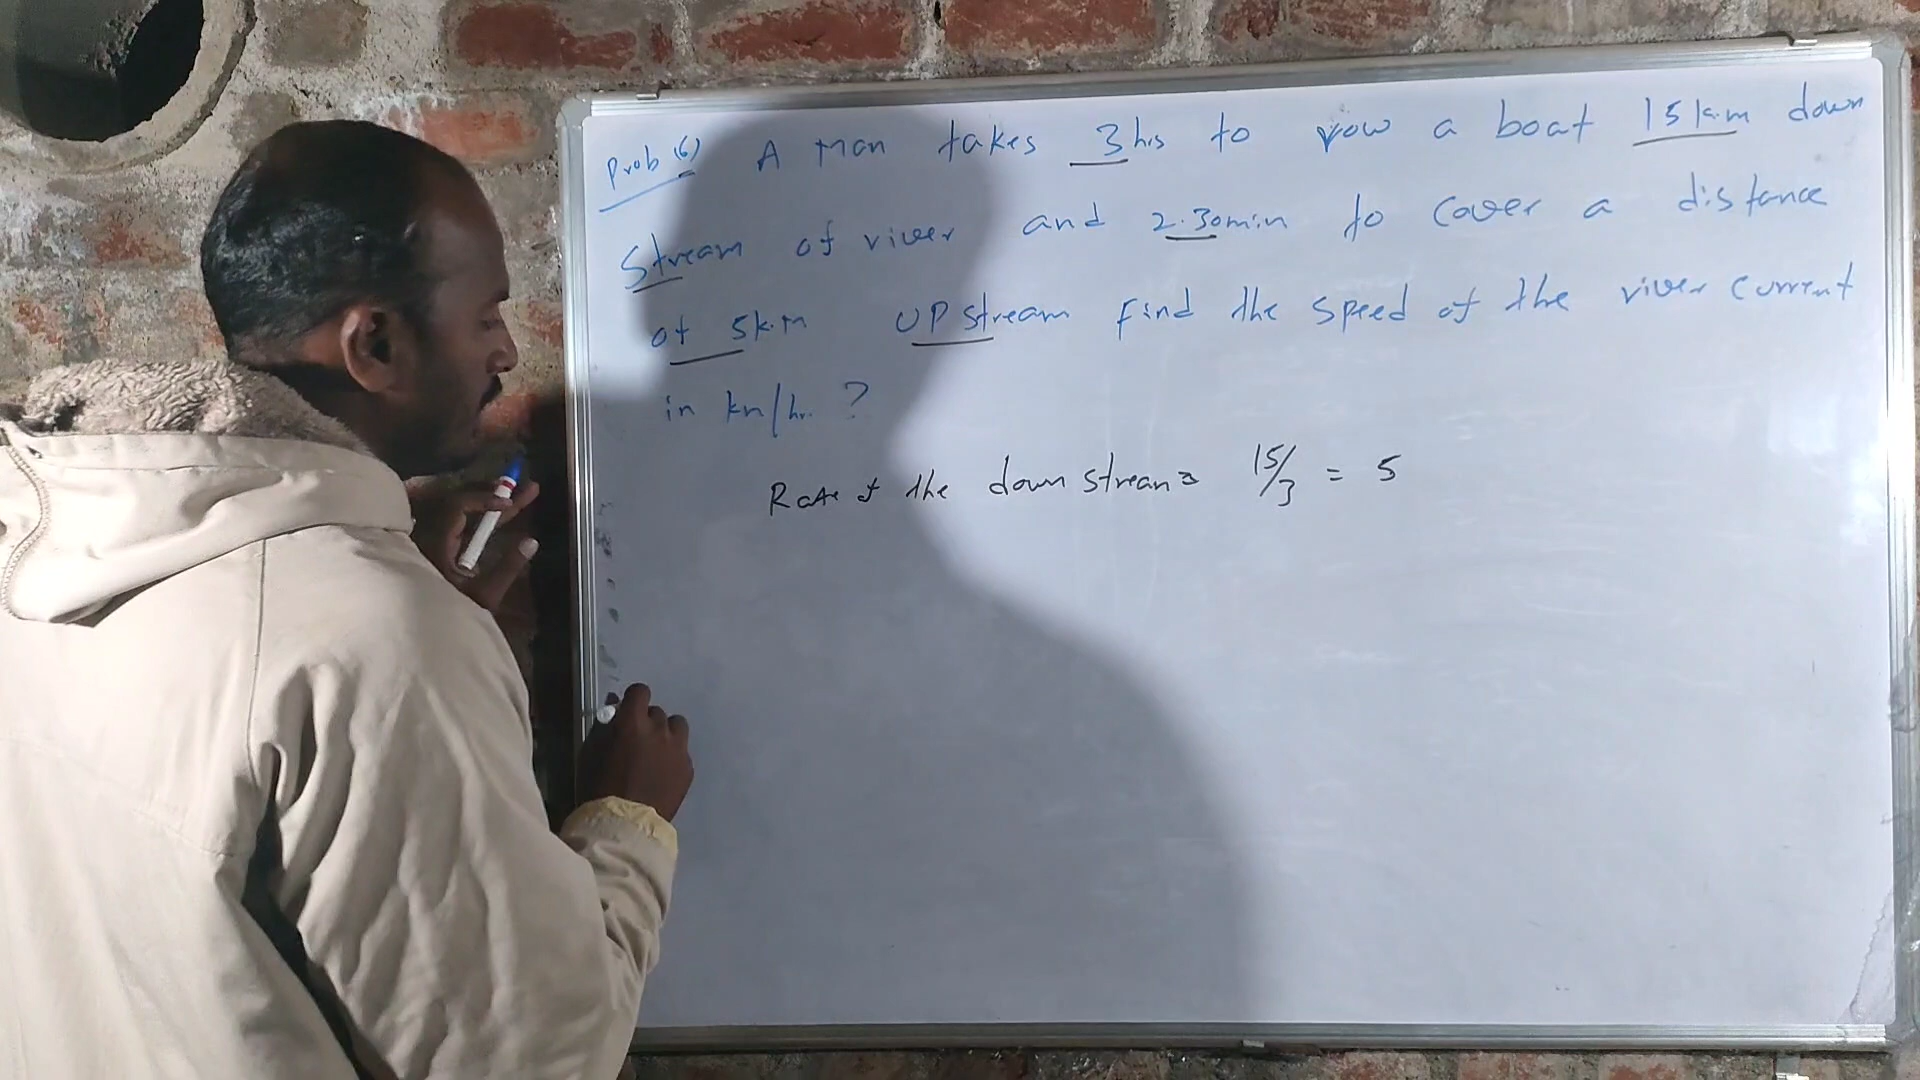 Prob (6) A Man takes 3hrs to row a boat 15km down
Stream of river and 2.30min to cover a distance
of 5km UP stream find the speed of the river current
in km/hr. ?
Rate of the down stream = 15/3 = 5